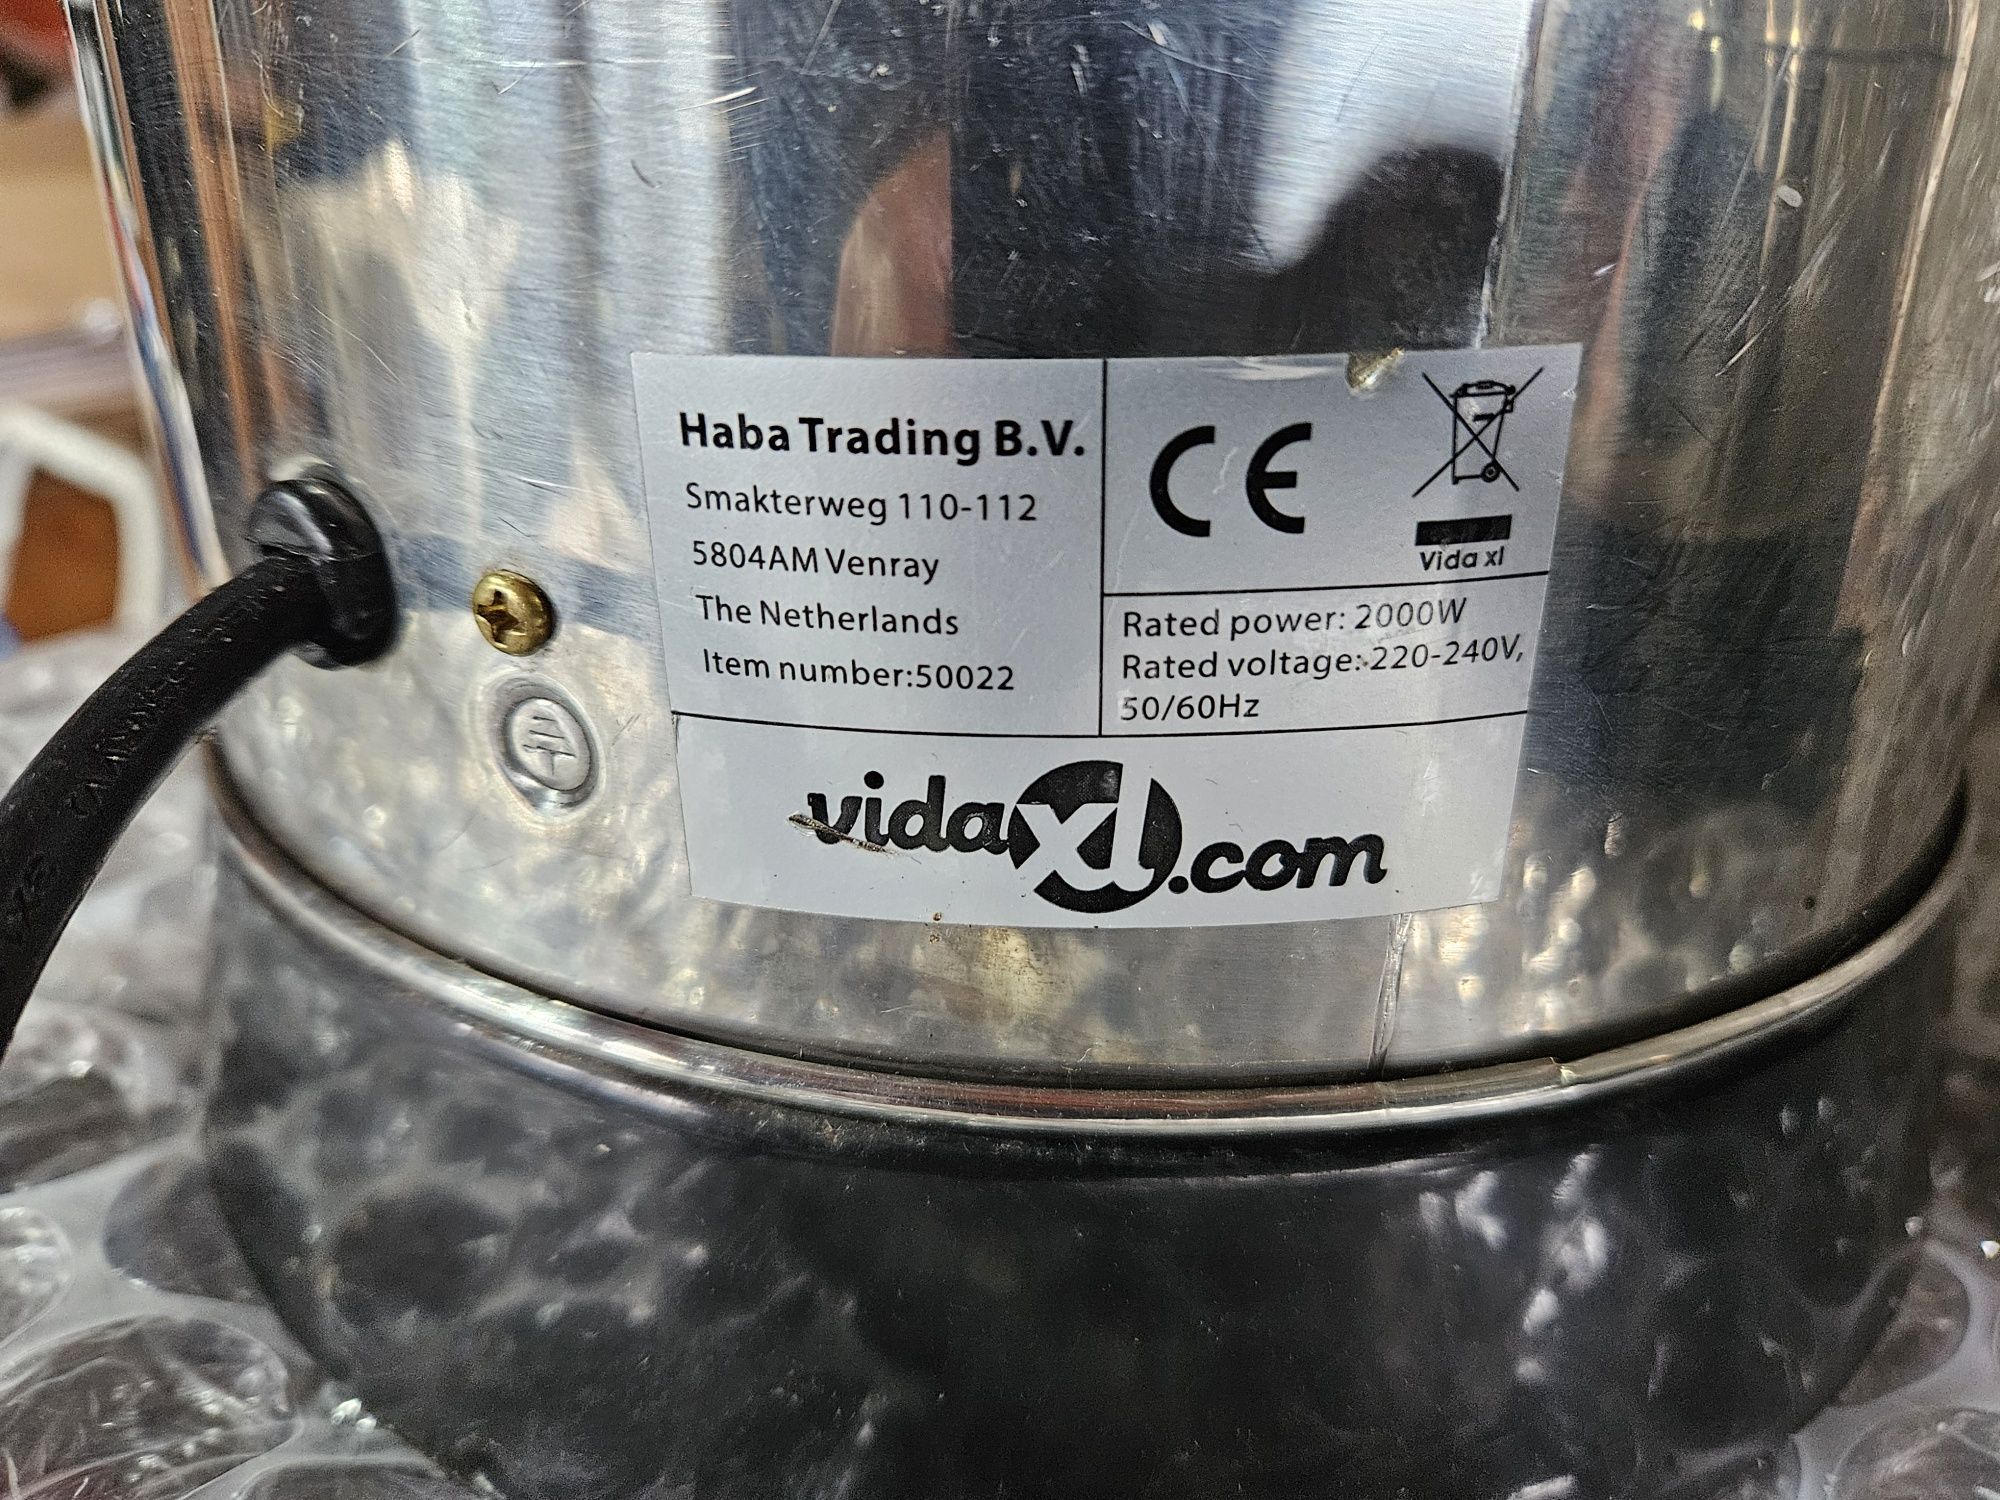 Haba Trading B.V.
Smakterweg 110-112
5804AM Venray
The Netherlands
Item number:50022
CE
Vida xl
Rated power: 2000W
Rated voltage: 220-240V,
50/60Hz
vidaxl.com